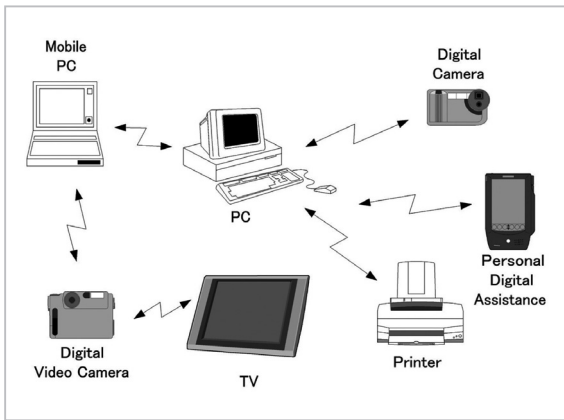 Mobile
PC
Digital
Camera
PC
Personal
Digital
Assistance
Digital
Video Camera
TV
Printer